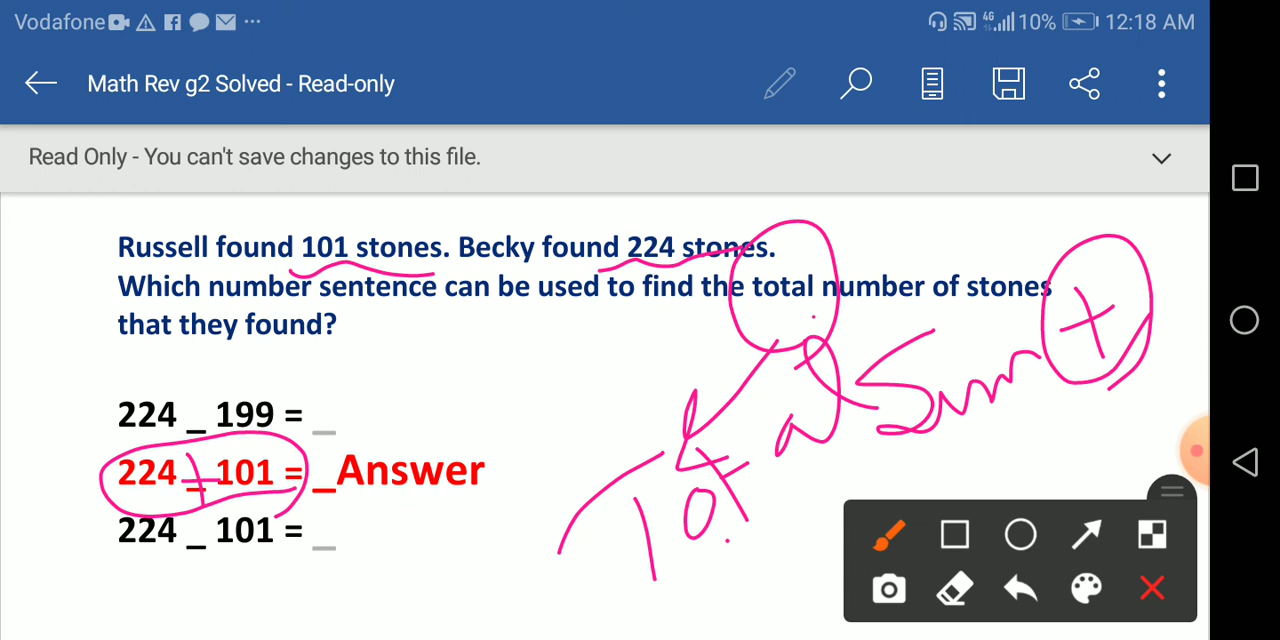 Vodafone 4G 10% 12:18 AM
Math Rev g2 Solved - Read-only
Read Only - You can't save changes to this file.
Russell found 101 stones. Becky found 224 stones.
Which number sentence can be used to find the total number of stones
that they found?
224 _ 199 = _
224 + 101 = _Answer
224 _ 101 = _
Total Sum +